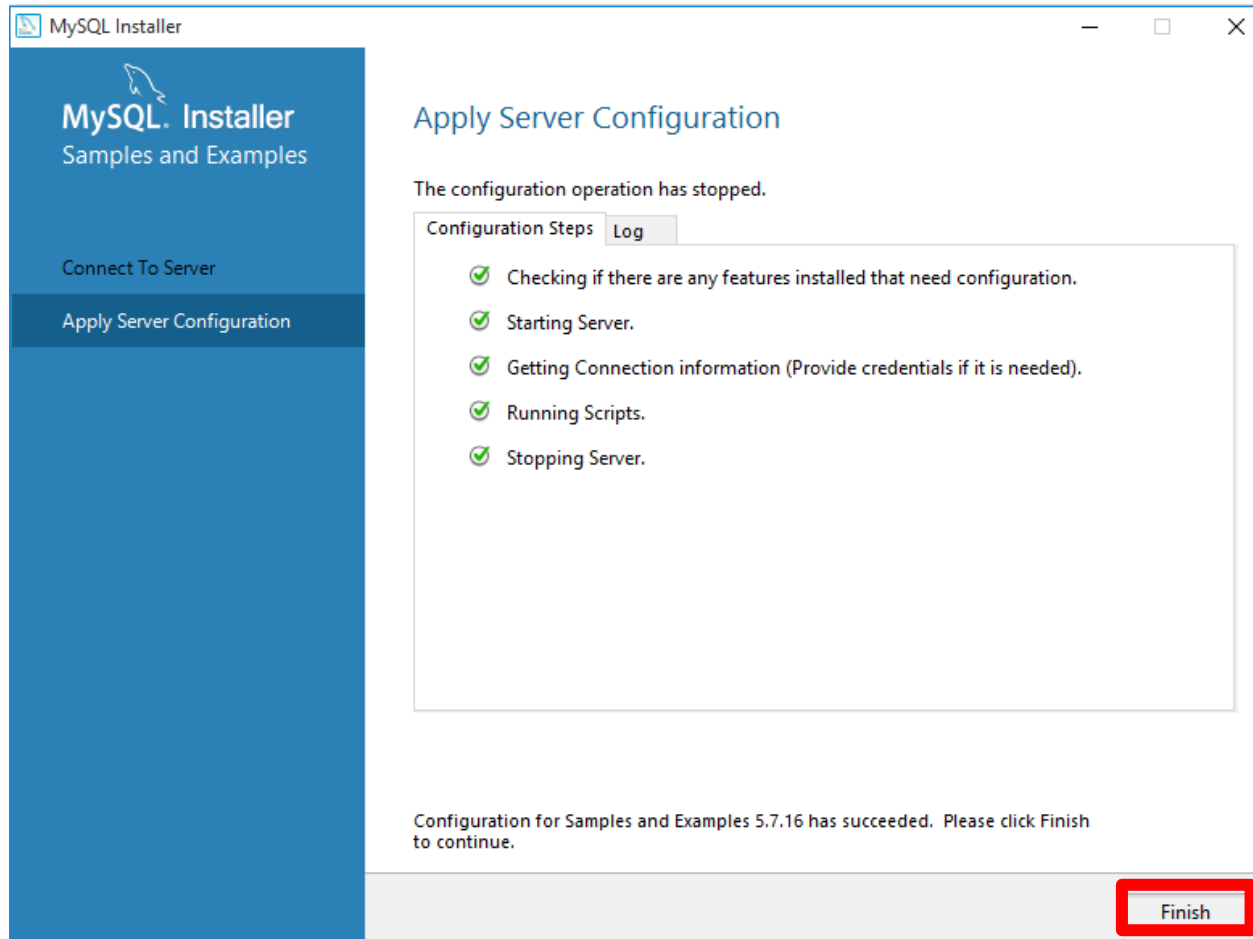 MySQL Installer
MySQL. Installer
Samples and Examples
Connect To Server
Apply Server Configuration
Apply Server Configuration
The configuration operation has stopped.
Configuration Steps Log
Checking if there are any features installed that need configuration.
Starting Server.
Getting Connection information (Provide credentials if it is needed).
Running Scripts.
Stopping Server.
Configuration for Samples and Examples 5.7.16 has succeeded. Please click Finish
to continue.
Finish